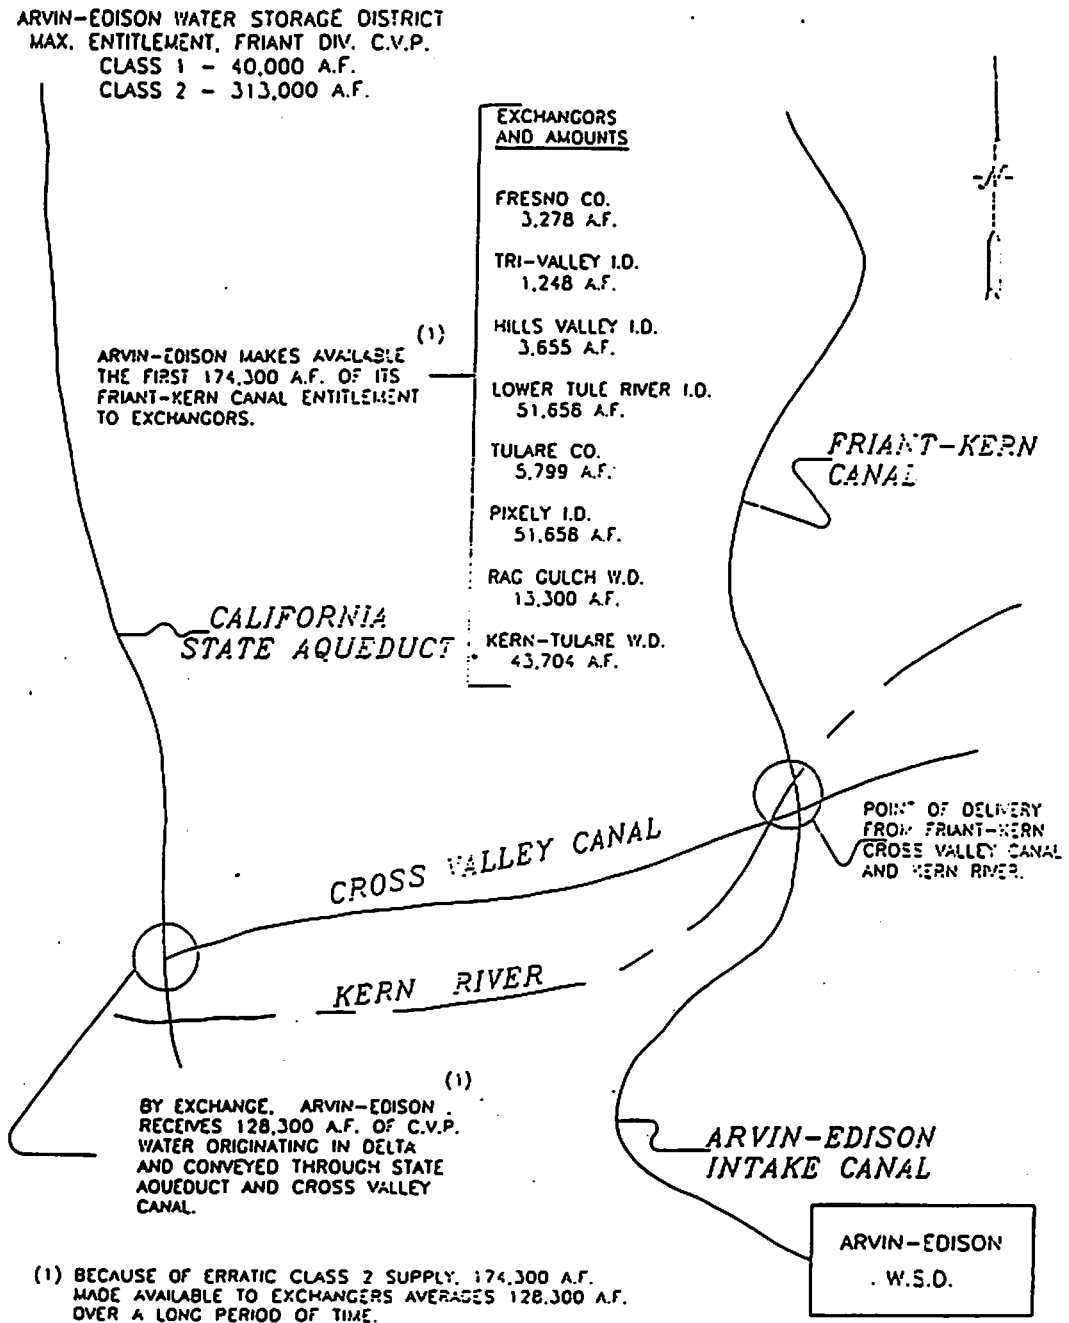 ARVIN-EDISON WATER STORAGE DISTRICT
MAX. ENTITLEMENT, FRIANT DIV. C.V.P.
CLASS 1 - 40,000 A.F.
CLASS 2 - 313,000 A.F.
EXCHANGORS
AND AMOUNTS
FRESNO CO.
3,278 A.F.
TRI-VALLEY I.D.
1,248 A.F.
HILLS VALLEY I.D.
3,655 A.F.
LOWER TULE RIVER I.D.
51,658 A.F.
TULARE CO.
5,799 A.F.
PIXELY I.D.
51,658 A.F.
RAG GULCH W.D.
13,300 A.F.
KERN-TULARE W.D.
43,704 A.F.
(1)
ARVIN-EDISON MAKES AVAILABLE
THE FIRST 174,300 A.F. OF ITS
FRIANT-KERN CANAL ENTITLEMENT
TO EXCHANGORS.
-N-
FRIANT-KERN
CANAL
CALIFORNIA
STATE AQUEDUCT
CROSS VALLEY CANAL
POINT OF DELIVERY
FROM FRIANT-KERN
CROSS VALLEY CANAL
AND KERN RIVER.
KERN RIVER
(1)
BY EXCHANGE, ARVIN-EDISON
RECEIVES 128,300 A.F. OF C.V.P.
WATER ORIGINATING IN DELTA
AND CONVEYED THROUGH STATE
AQUEDUCT AND CROSS VALLEY
CANAL.
ARVIN-EDISON
INTAKE CANAL
ARVIN-EDISON
W.S.D.
(1) BECAUSE OF ERRATIC CLASS 2 SUPPLY, 174,300 A.F.
MADE AVAILABLE TO EXCHANGERS AVERAGES 128,300 A.F.
OVER A LONG PERIOD OF TIME.